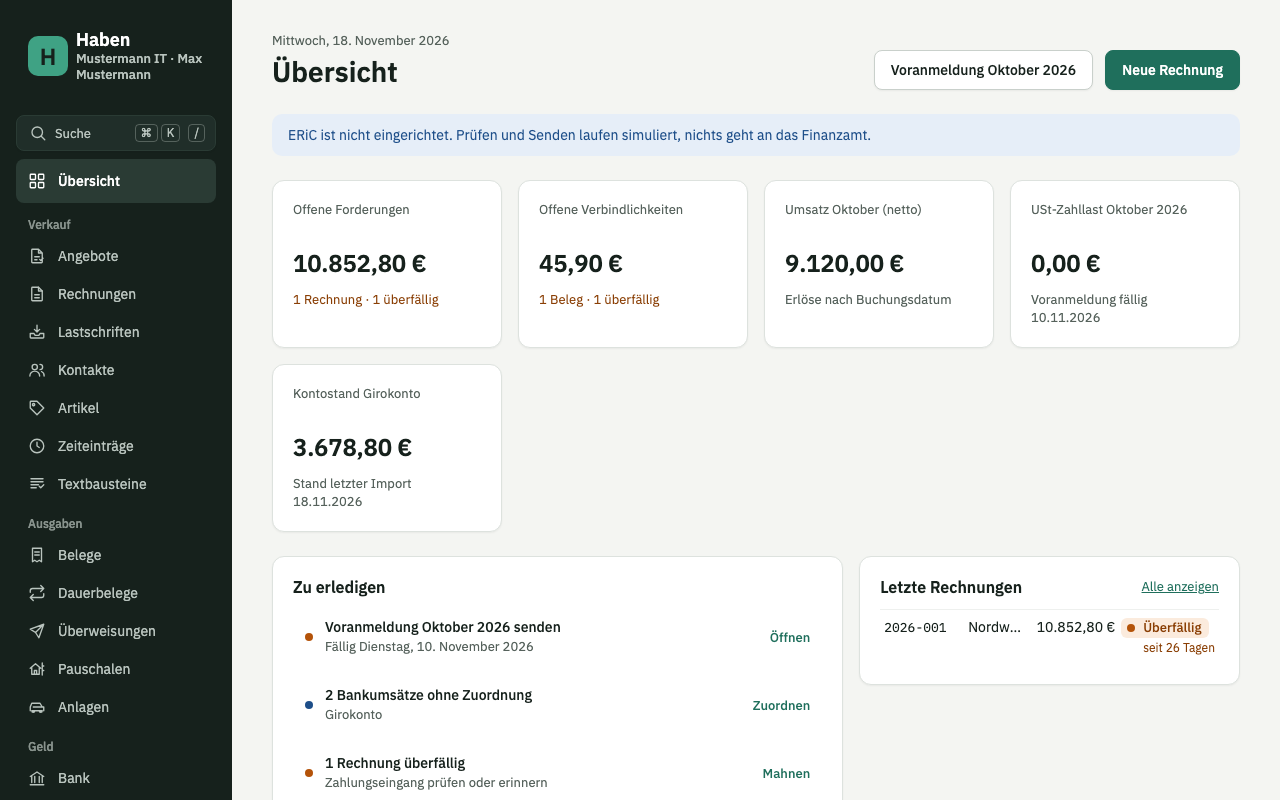 H
Haben
Mustermann IT · Max
Mustermann
Suche ⌘ K /
Übersicht
Verkauf
Angebote
Rechnungen
Lastschriften
Kontakte
Artikel
Zeiteinträge
Textbausteine
Ausgaben
Belege
Dauerbelege
Überweisungen
Pauschalen
Anlagen
Geld
Bank
Mittwoch, 18. November 2026
Übersicht
Voranmeldung Oktober 2026
Neue Rechnung
ERiC ist nicht eingerichtet. Prüfen und Senden laufen simuliert, nichts geht an das Finanzamt.
Offene Forderungen
10.852,80 €
1 Rechnung · 1 überfällig
Offene Verbindlichkeiten
45,90 €
1 Beleg · 1 überfällig
Umsatz Oktober (netto)
9.120,00 €
Erlöse nach Buchungsdatum
USt-Zahllast Oktober 2026
0,00 €
Voranmeldung fällig
10.11.2026
Kontostand Girokonto
3.678,80 €
Stand letzter Import
18.11.2026
Zu erledigen
Voranmeldung Oktober 2026 senden
Fällig Dienstag, 10. November 2026
Öffnen
2 Bankumsätze ohne Zuordnung
Girokonto
Zuordnen
1 Rechnung überfällig
Zahlungseingang prüfen oder erinnern
Mahnen
Letzte Rechnungen
Alle anzeigen
2026-001 Nordw… 10.852,80 € Überfällig
seit 26 Tagen